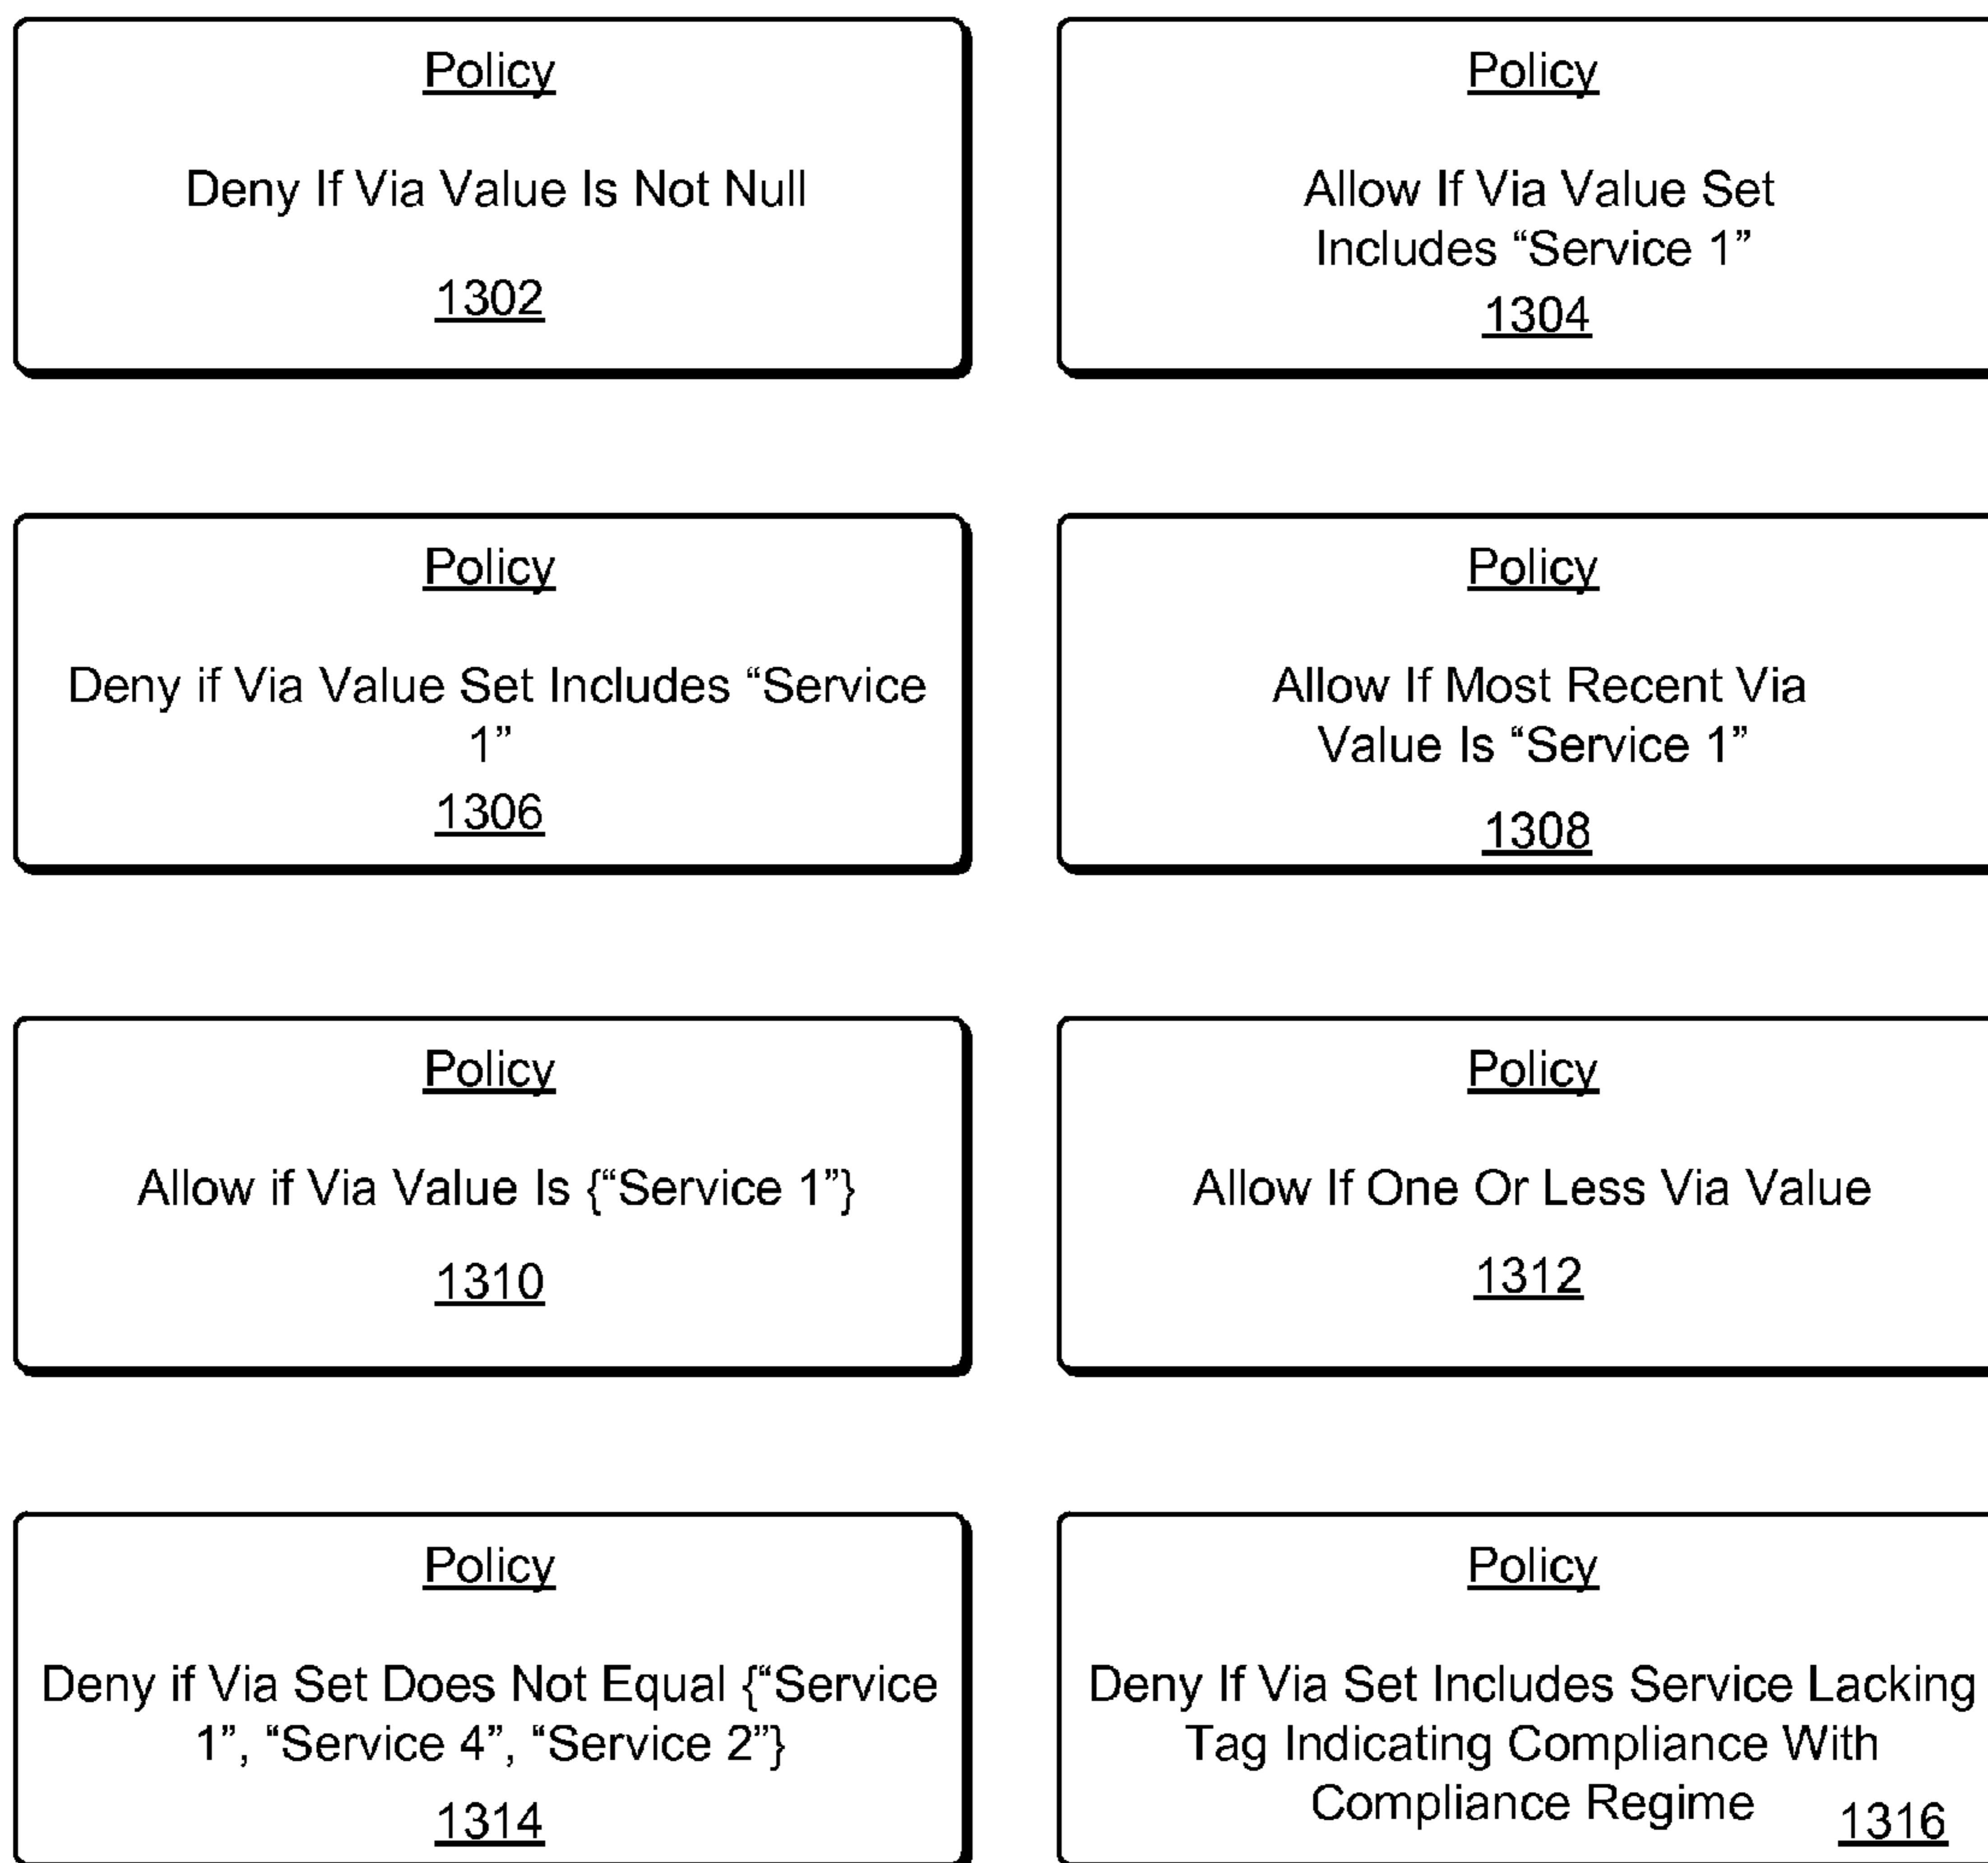 Policy
Deny If Via Value Is Not Null
1302
Policy
Allow If Via Value Set
Includes “Service 1”
1304
Policy
Deny if Via Value Set Includes “Service
1”
1306
Policy
Allow If Most Recent Via
Value Is “Service 1”
1308
Policy
Allow if Via Value Is {“Service 1”}
1310
Policy
Allow If One Or Less Via Value
1312
Policy
Deny if Via Set Does Not Equal {“Service
1”, “Service 4”, “Service 2”}
1314
Policy
Deny If Via Set Includes Service Lacking
Tag Indicating Compliance With
Compliance Regime 1316